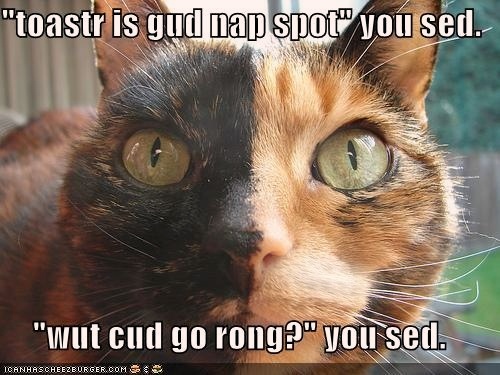 "toastr is gud nap spot" you sed.
"wut cud go rong?" you sed.
ICANHASCHEEZBURGER.COM